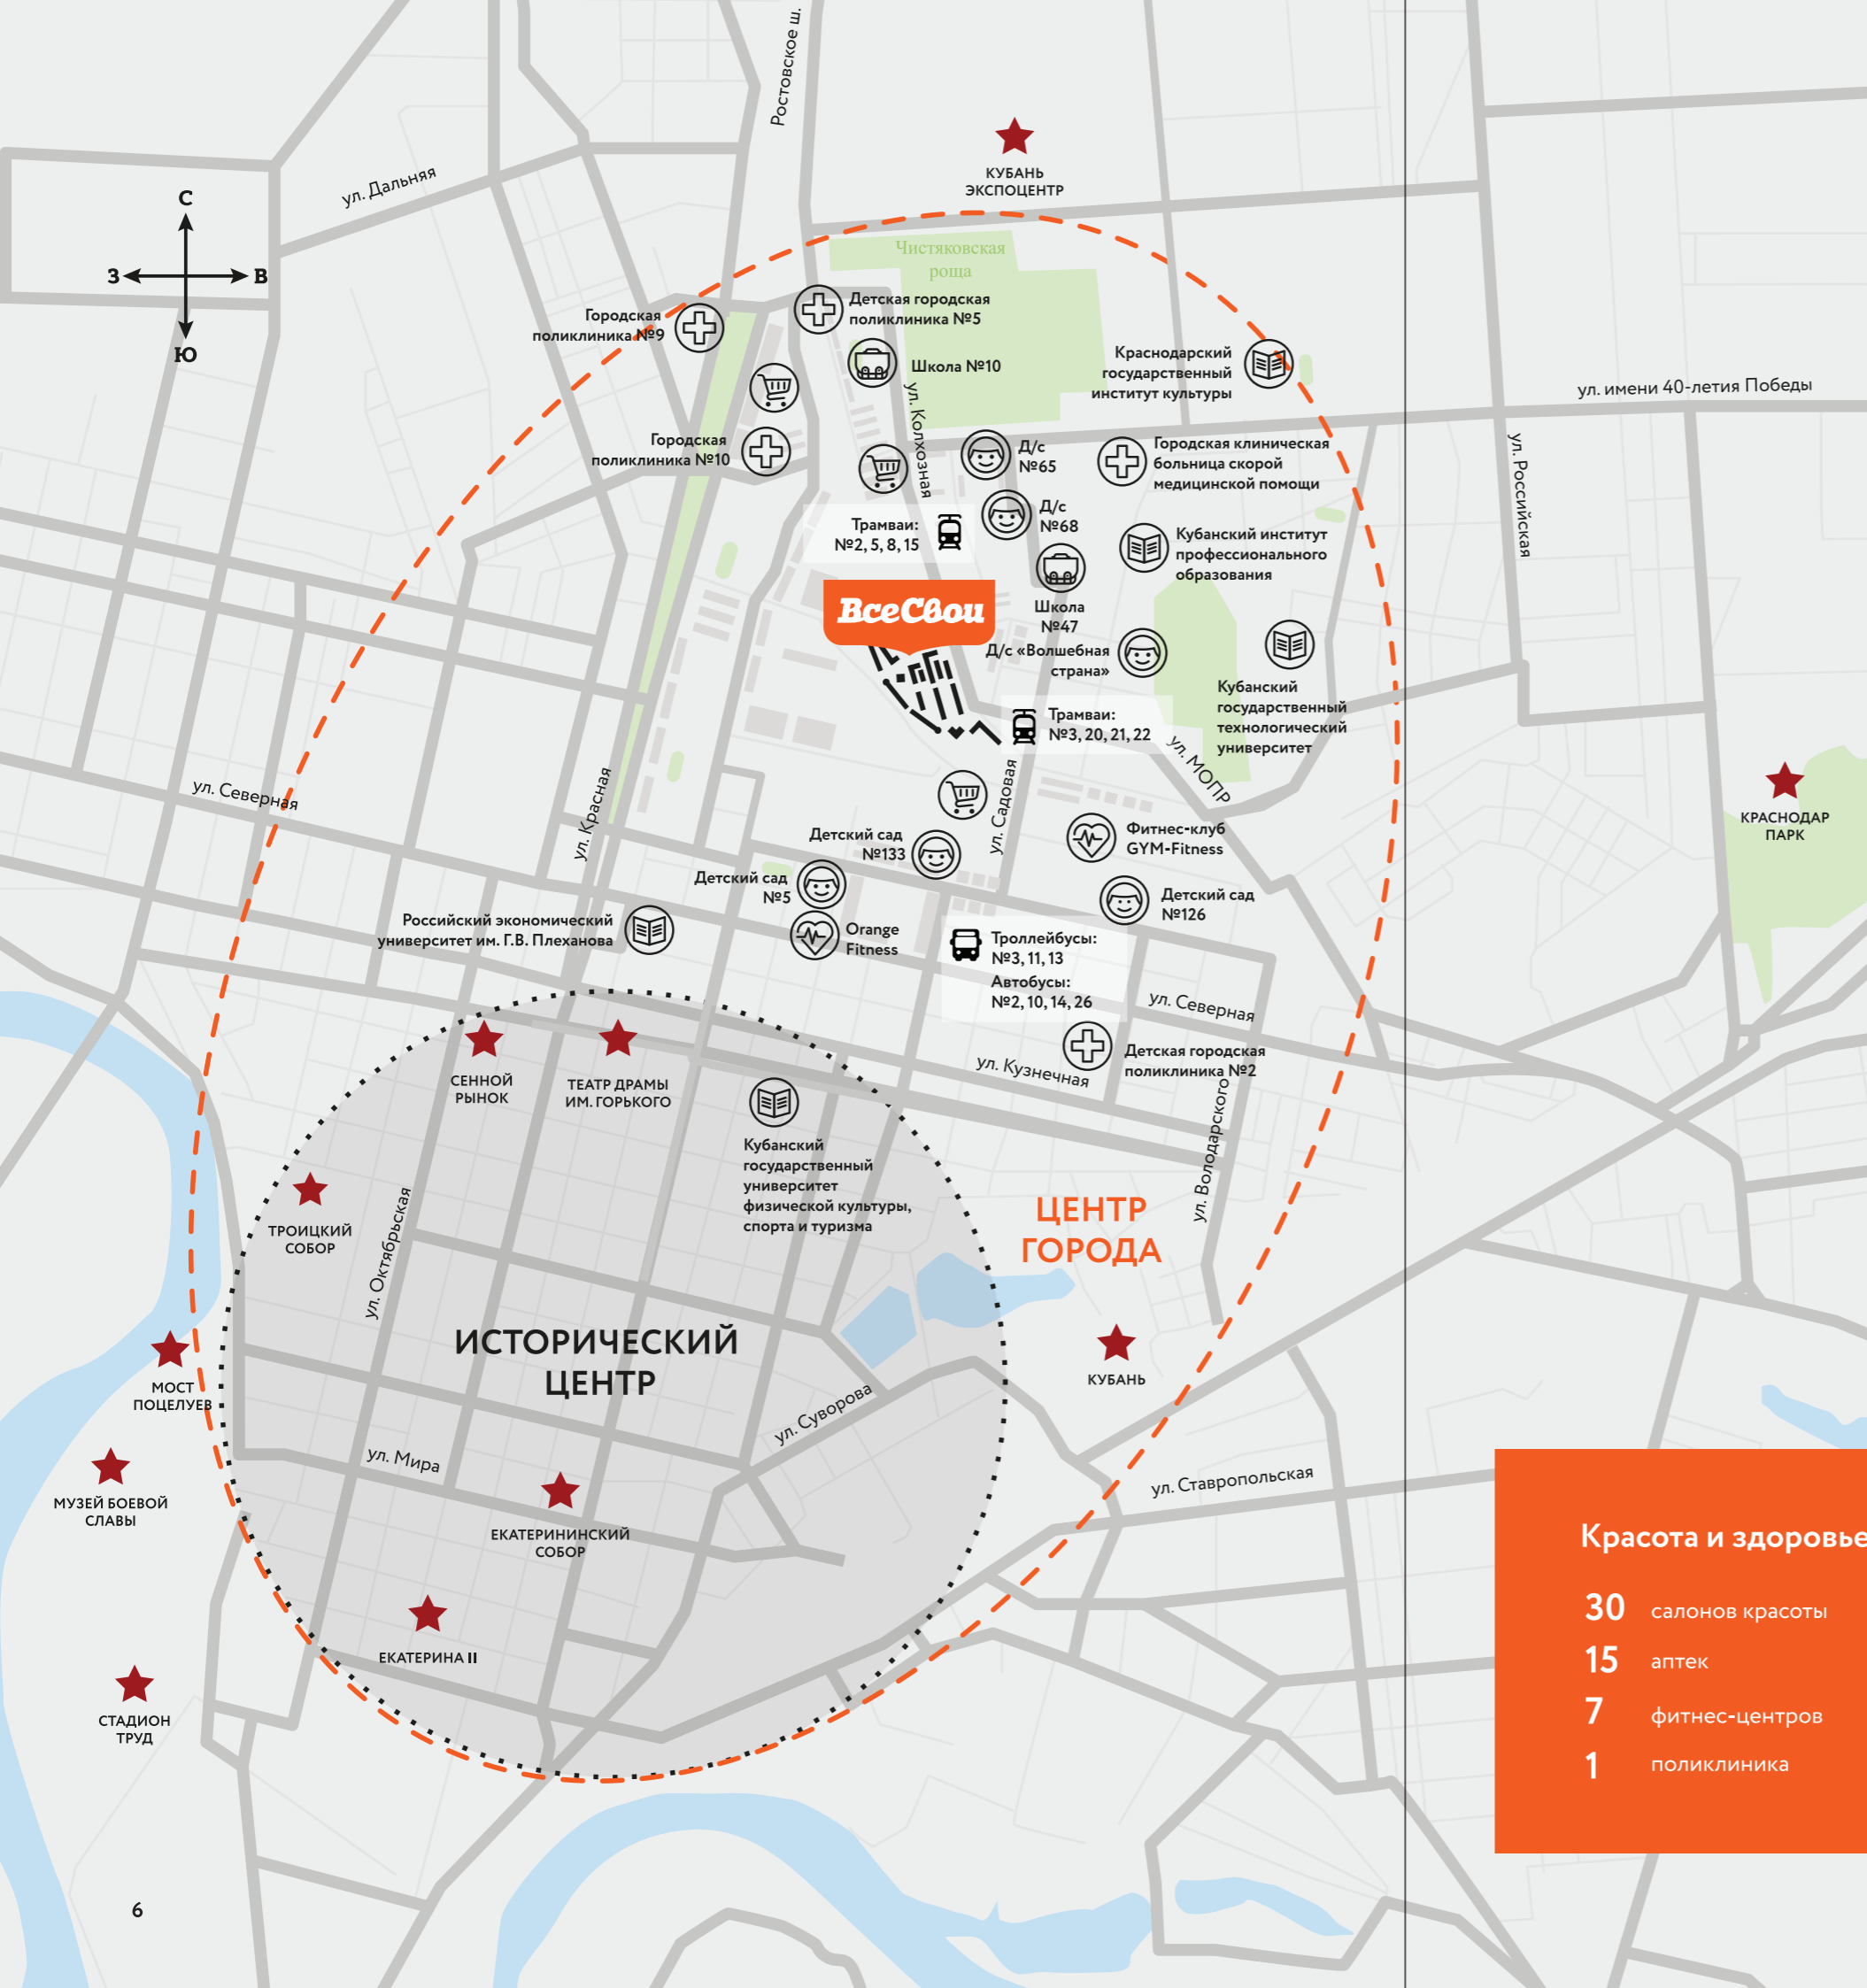 Ростовское ш.
КУБАНЬ
ЭКСПОЦЕНТР
ул. Дальняя
С
З
В
Ю
Чистяковская
роща
Городская
поликлиника №9
Детская городская
поликлиника №5
Школа №10
ул. Колхозная
Краснодарский
государственный
институт культуры
ул. имени 40-летия Победы
ул. Российская
Городская
поликлиника №10
Д/с
№65
Городская клиническая
больница скорой
медицинской помощи
Трамваи:
№2, 5, 8, 15
Д/с
№68
Кубанский институт
профессионального
образования
ВсеСвои
Школа
№47
Д/с «Волшебная
страна»
Кубанский
государственный
технологический
университет
Трамваи:
№3, 20, 21, 22
ул. МОПР
ул. Северная
ул. Красная
ул. Садовая
КРАСНОДАР
ПАРК
Детский сад
№133
Фитнес-клуб
GYM-Fitness
Детский сад
№5
Детский сад
№126
Российский экономический
университет им. Г.В. Плеханова
Orange
Fitness
Троллейбусы:
№3, 11, 13
Автобусы:
№2, 10, 14, 26
ул. Северная
ул. Кузнечная
Детская городская
поликлиника №2
СЕННОЙ
РЫНОК
ТЕАТР ДРАМЫ
ИМ. ГОРЬКОГО
Кубанский
государственный
университет
физической культуры,
спорта и туризма
ул. Володарского
ТРОИЦКИЙ
СОБОР
ул. Октябрьская
ЦЕНТР
ГОРОДА
ИСТОРИЧЕСКИЙ
ЦЕНТР
КУБАНЬ
МОСТ
ПОЦЕЛУЕВ
ул. Суворова
ул. Мира
МУЗЕЙ БОЕВОЙ
СЛАВЫ
ул. Ставропольская
ЕКАТЕРИНИНСКИЙ
СОБОР
ЕКАТЕРИНА II
СТАДИОН
ТРУД
Красота и здоровье
30 салонов красоты
15 аптек
7 фитнес-центров
1 поликлиника
6